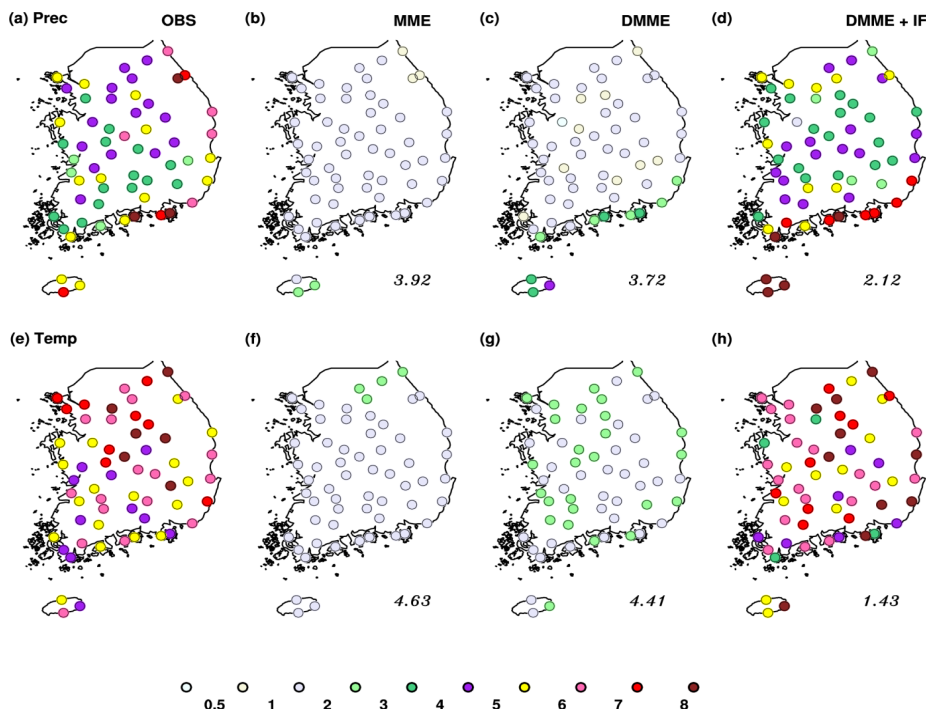 (a) Prec OBS
(b) MME
(c) DMME
(d) DMME + IF
3.92
3.72
2.12
(e) Temp
(f)
(g)
(h)
4.63
4.41
1.43
0.5 1 2 3 4 5 6 7 8